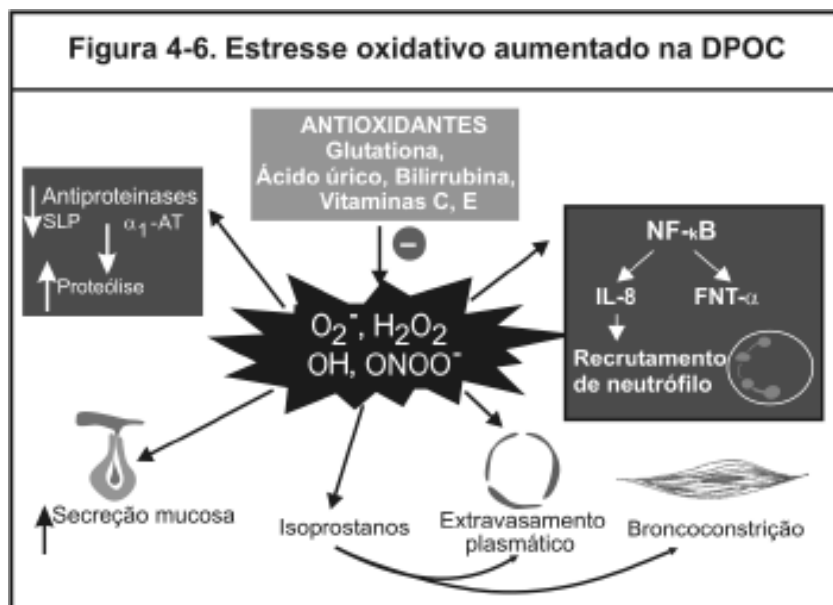 Figura 4-6. Estresse oxidativo aumentado na DPOC
ANTIOXIDANTES
Glutationa,
Ácido úrico, Bilirrubina,
Vitaminas C, E
Antiproteinases
SLP α₁-AT
Proteólise
NF-κB
IL-8 FNT-α
Recrutamento
de neutrófilo
O₂⁻, H₂O₂
OH, ONOO⁻
Secreção mucosa
Isoprostanos
Extravasamento
plasmático
Broncoconstrição